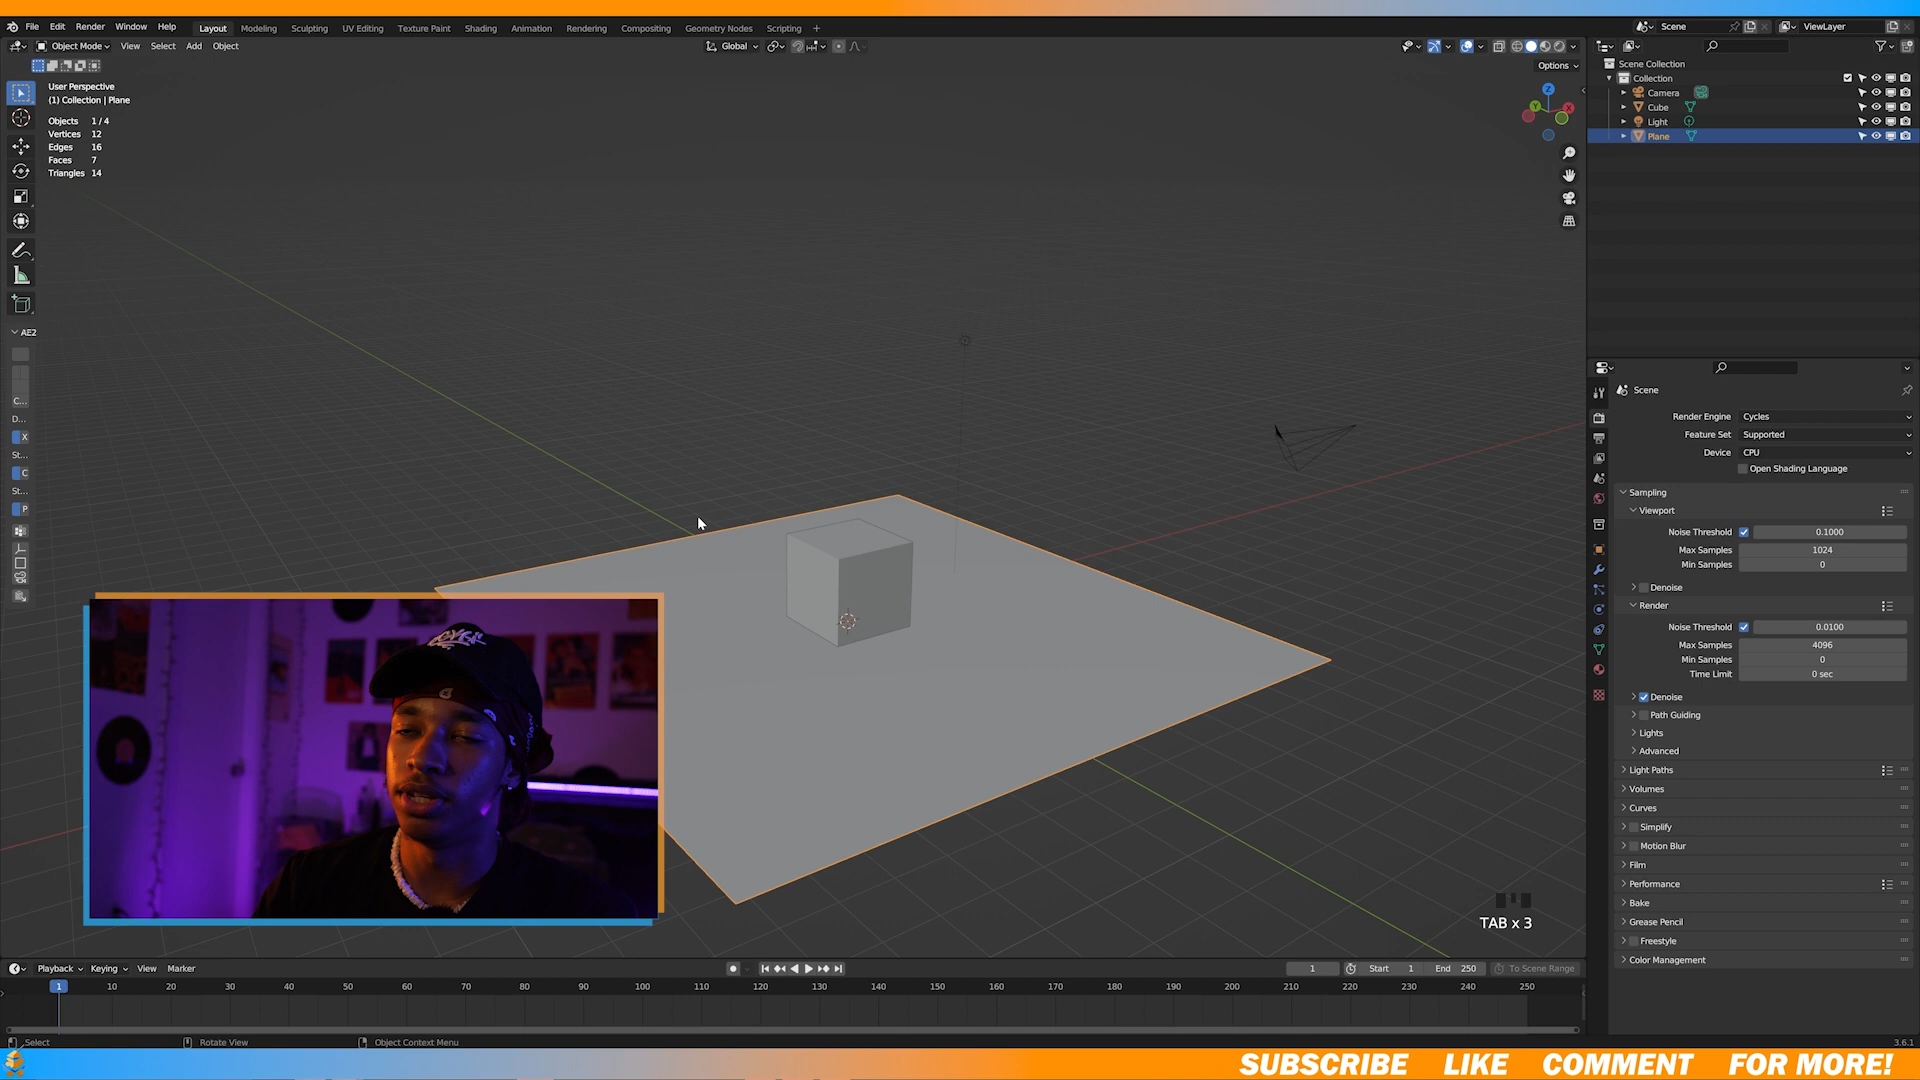 File Edit Render Window Help Layout Modeling Sculpting UV Editing Texture Paint Shading Animation Rendering Compositing Geometry Nodes Scripting +
Scene ViewLayer
Object Mode View Select Add Object
Global
Options
User Perspective
(1) Collection | Plane
Objects 1 / 4
Vertices 12
Edges 16
Faces 7
Triangles 14
AE2
C...
D...
X
St...
C
St...
P
Z
Y
X
Scene Collection
Collection
Camera
Cube
Light
Plane
Scene
Render Engine Cycles
Feature Set Supported
Device CPU
Open Shading Language
Sampling
Viewport
Noise Threshold 0.1000
Max Samples 1024
Min Samples 0
Denoise
Render
Noise Threshold 0.0100
Max Samples 4096
Min Samples 0
Time Limit 0 sec
Denoise
Path Guiding
Lights
Advanced
Light Paths
Volumes
Curves
Simplify
Motion Blur
Film
Performance
Bake
Grease Pencil
Freestyle
Color Management
TAB x 3
Playback Keying View Marker
1 Start 1 End 250 To Scene Range
1 10 20 30 40 50 60 70 80 90 100 110 120 130 140 150 160 170 180 190 200 210 220 230 240 250
Select Rotate View Object Context Menu 3.6.1
SUBSCRIBE LIKE COMMENT FOR MORE!